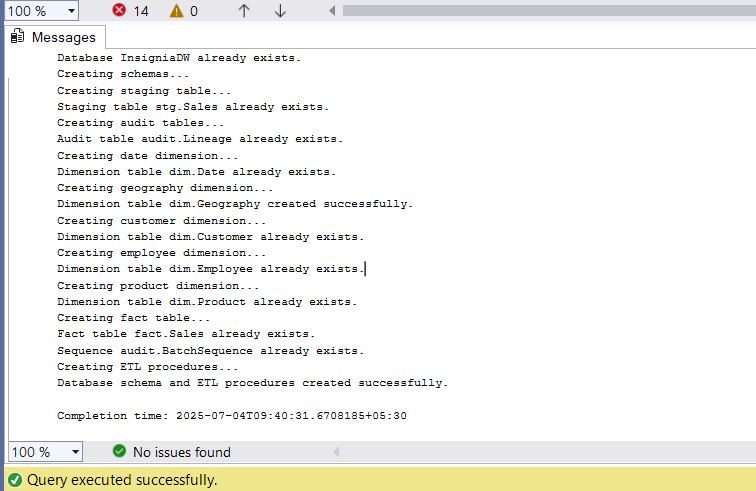 100 %
14
0
Messages
Database InsigniaDW already exists.
Creating schemas...
Creating staging table...
Staging table stg.Sales already exists.
Creating audit tables...
Audit table audit.Lineage already exists.
Creating date dimension...
Dimension table dim.Date already exists.
Creating geography dimension...
Dimension table dim.Geography created successfully.
Creating customer dimension...
Dimension table dim.Customer already exists.
Creating employee dimension...
Dimension table dim.Employee already exists.
Creating product dimension...
Dimension table dim.Product already exists.
Creating fact table...
Fact table fact.Sales already exists.
Sequence audit.BatchSequence already exists.
Creating ETL procedures...
Database schema and ETL procedures created successfully.
Completion time: 2025-07-04T09:40:31.6708185+05:30
100 %
No issues found
Query executed successfully.